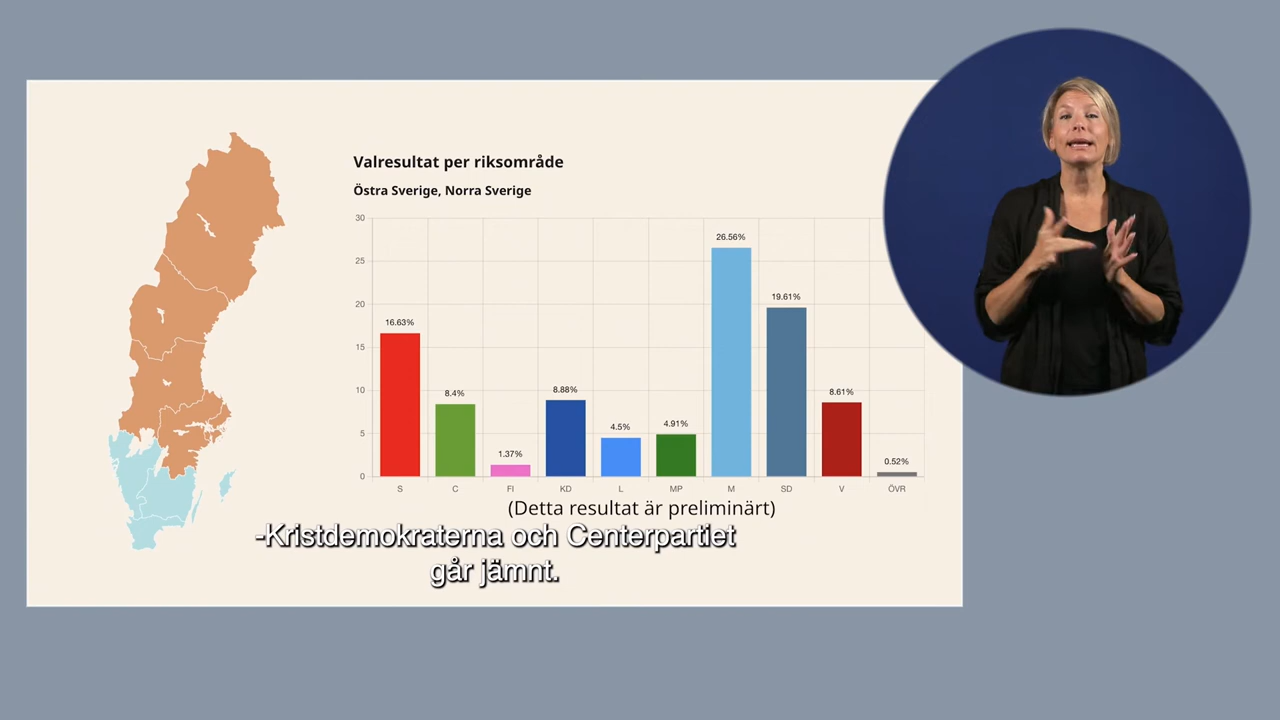 Valresultat per riksområde
Östra Sverige, Norra Sverige
30
25
20
15
10
5
0
16.63%
8.4%
1.37%
8.88%
4.5%
4.91%
26.56%
19.61%
8.61%
0.52%
S C FI KD L MP M SD V ÖVR
(Detta resultat är preliminärt)
-Kristdemokraterna och Centerpartiet
går jämnt.